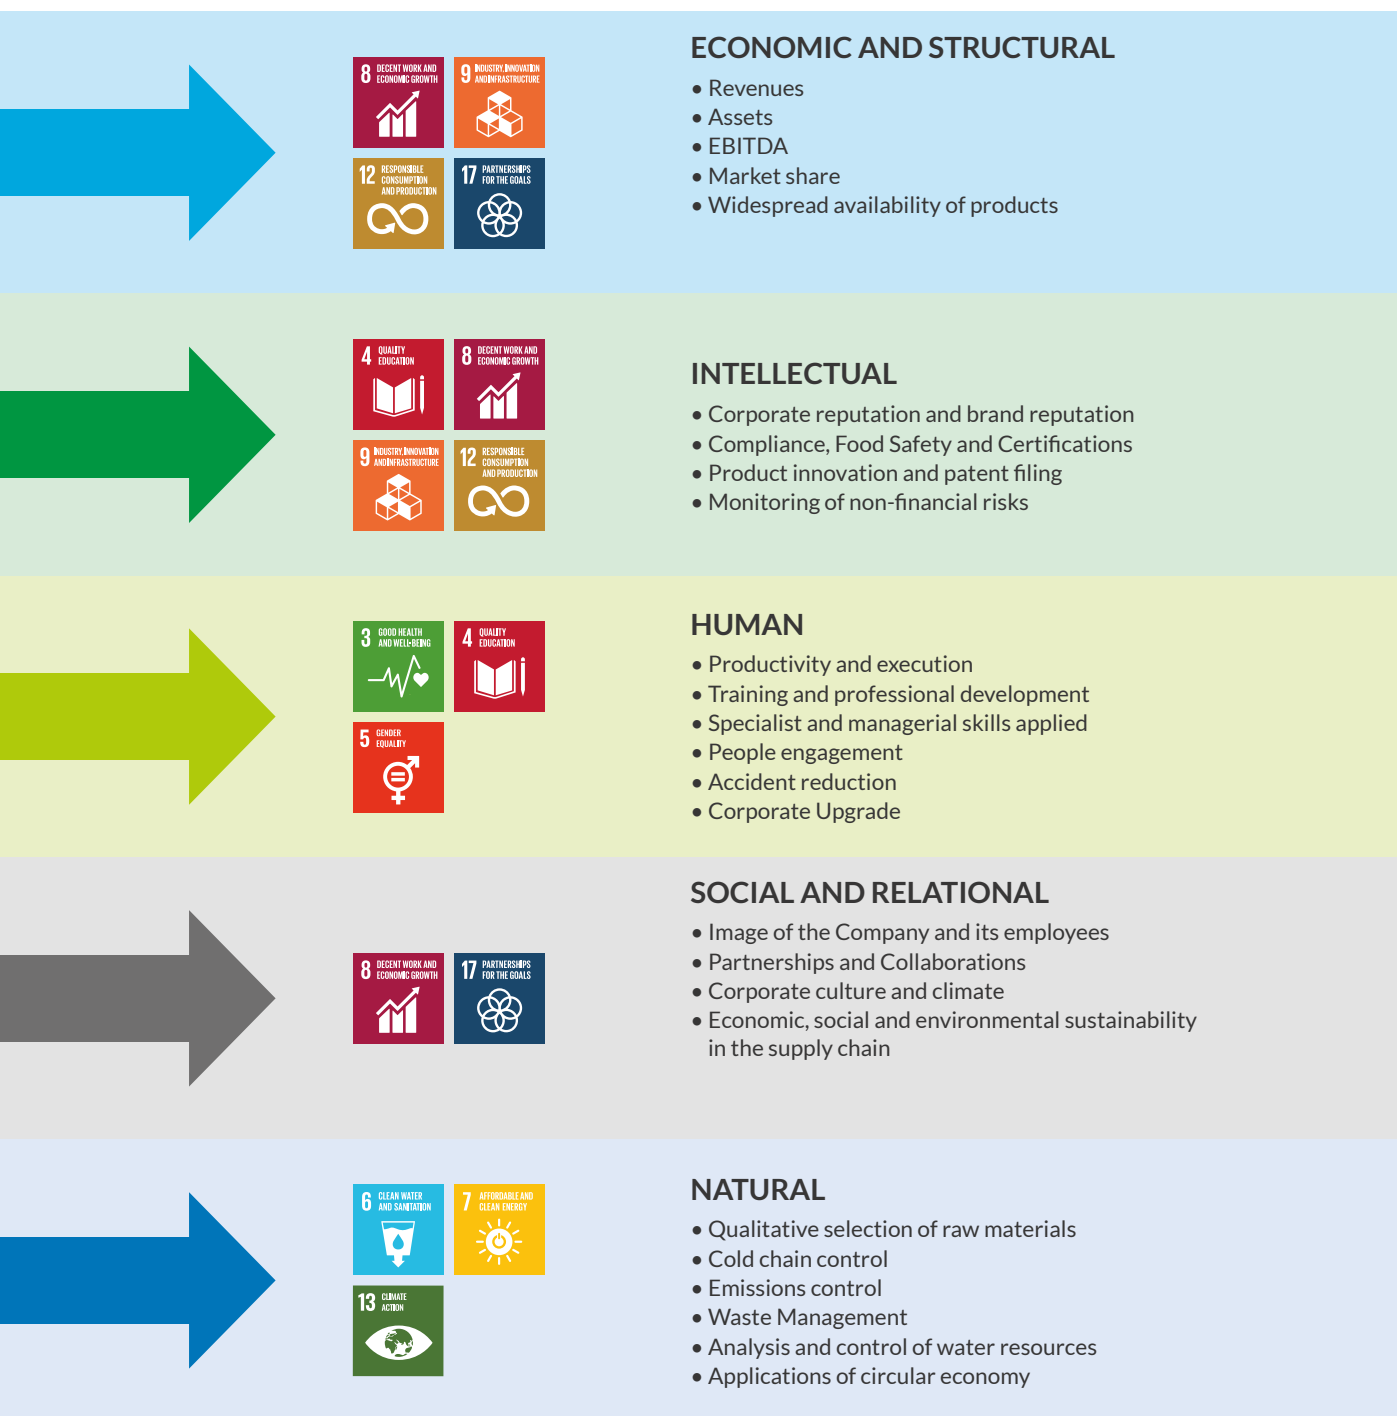 ECONOMIC AND STRUCTURAL
8 DECENT WORK AND
ECONOMIC GROWTH
9 INDUSTRY, INNOVATION
AND INFRASTRUCTURE
12 RESPONSIBLE
CONSUMPTION
AND PRODUCTION
17 PARTNERSHIPS
FOR THE GOALS
• Revenues
• Assets
• EBITDA
• Market share
• Widespread availability of products
4 QUALITY
EDUCATION
8 DECENT WORK AND
ECONOMIC GROWTH
9 INDUSTRY, INNOVATION
AND INFRASTRUCTURE
12 RESPONSIBLE
CONSUMPTION
AND PRODUCTION
INTELLECTUAL
• Corporate reputation and brand reputation
• Compliance, Food Safety and Certifications
• Product innovation and patent filing
• Monitoring of non-financial risks
3 GOOD HEALTH
AND WELL-BEING
4 QUALITY
EDUCATION
5 GENDER
EQUALITY
HUMAN
• Productivity and execution
• Training and professional development
• Specialist and managerial skills applied
• People engagement
• Accident reduction
• Corporate Upgrade
8 DECENT WORK AND
ECONOMIC GROWTH
17 PARTNERSHIPS
FOR THE GOALS
SOCIAL AND RELATIONAL
• Image of the Company and its employees
• Partnerships and Collaborations
• Corporate culture and climate
• Economic, social and environmental sustainability
in the supply chain
6 CLEAN WATER
AND SANITATION
7 AFFORDABLE AND
CLEAN ENERGY
13 CLIMATE
ACTION
NATURAL
• Qualitative selection of raw materials
• Cold chain control
• Emissions control
• Waste Management
• Analysis and control of water resources
• Applications of circular economy